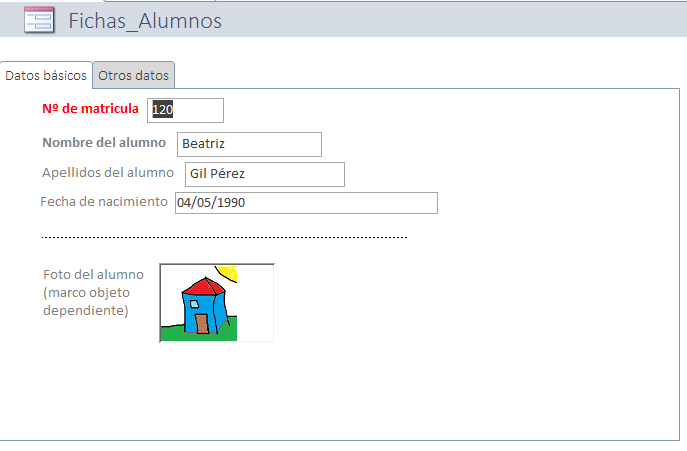 Fichas_Alumnos
Datos básicos Otros datos
Nº de matricula 120
Nombre del alumno Beatriz
Apellidos del alumno Gil Pérez
Fecha de nacimiento 04/05/1990
Foto del alumno
(marco objeto
dependiente)